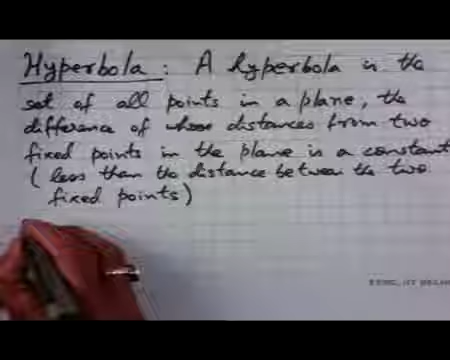 Hyperbola : A hyperbola is the
set of all points in a plane, the
difference of whose distances from two
fixed points in the plane is a constant
( less than the distance between the two
fixed points)